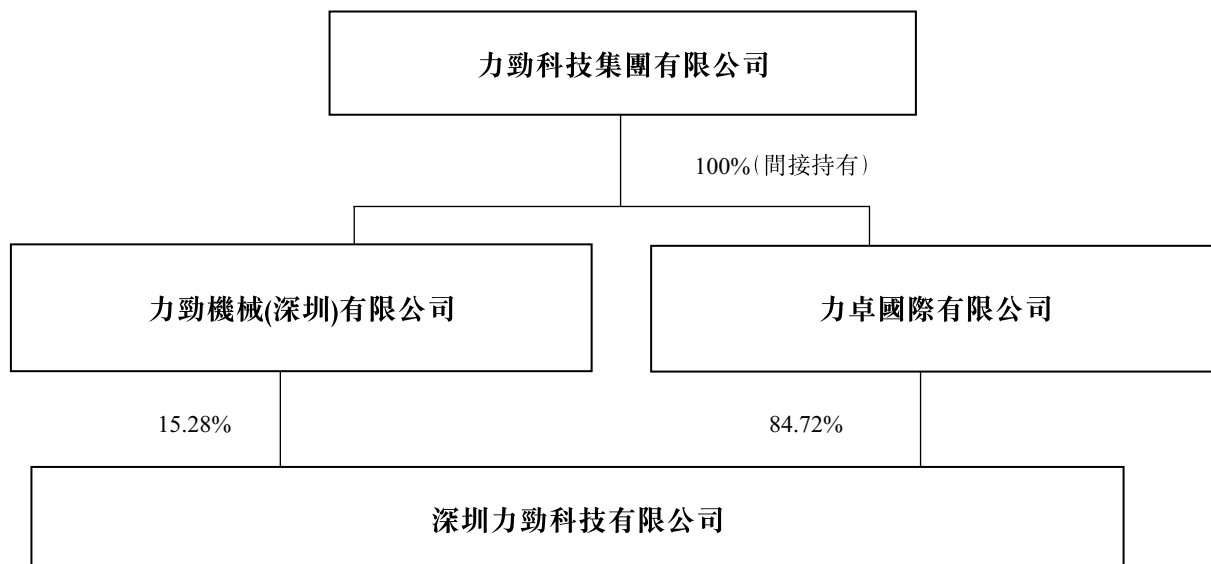 力勁科技集團有限公司
100%(間接持有)
力勁機械(深圳)有限公司
力卓國際有限公司
15.28%
84.72%
深圳力勁科技有限公司